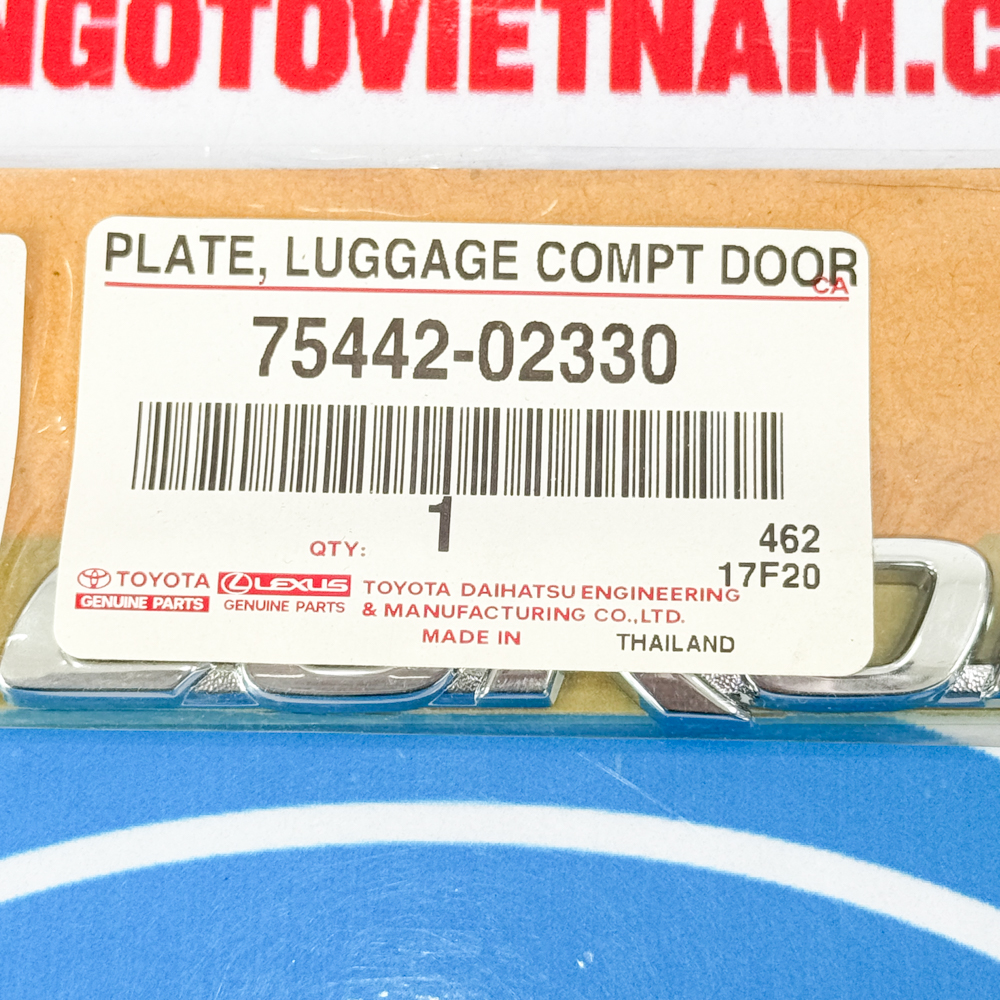 NGOTOVIETNAM.C
PLATE, LUGGAGE COMPT DOOR
CA
75442-02330
1
QTY:
462
17F20
TOYOTA
GENUINE PARTS
LEXUS
GENUINE PARTS
TOYOTA DAIHATSU ENGINEERING
& MANUFACTURING CO.,LTD.
MADE IN THAILAND